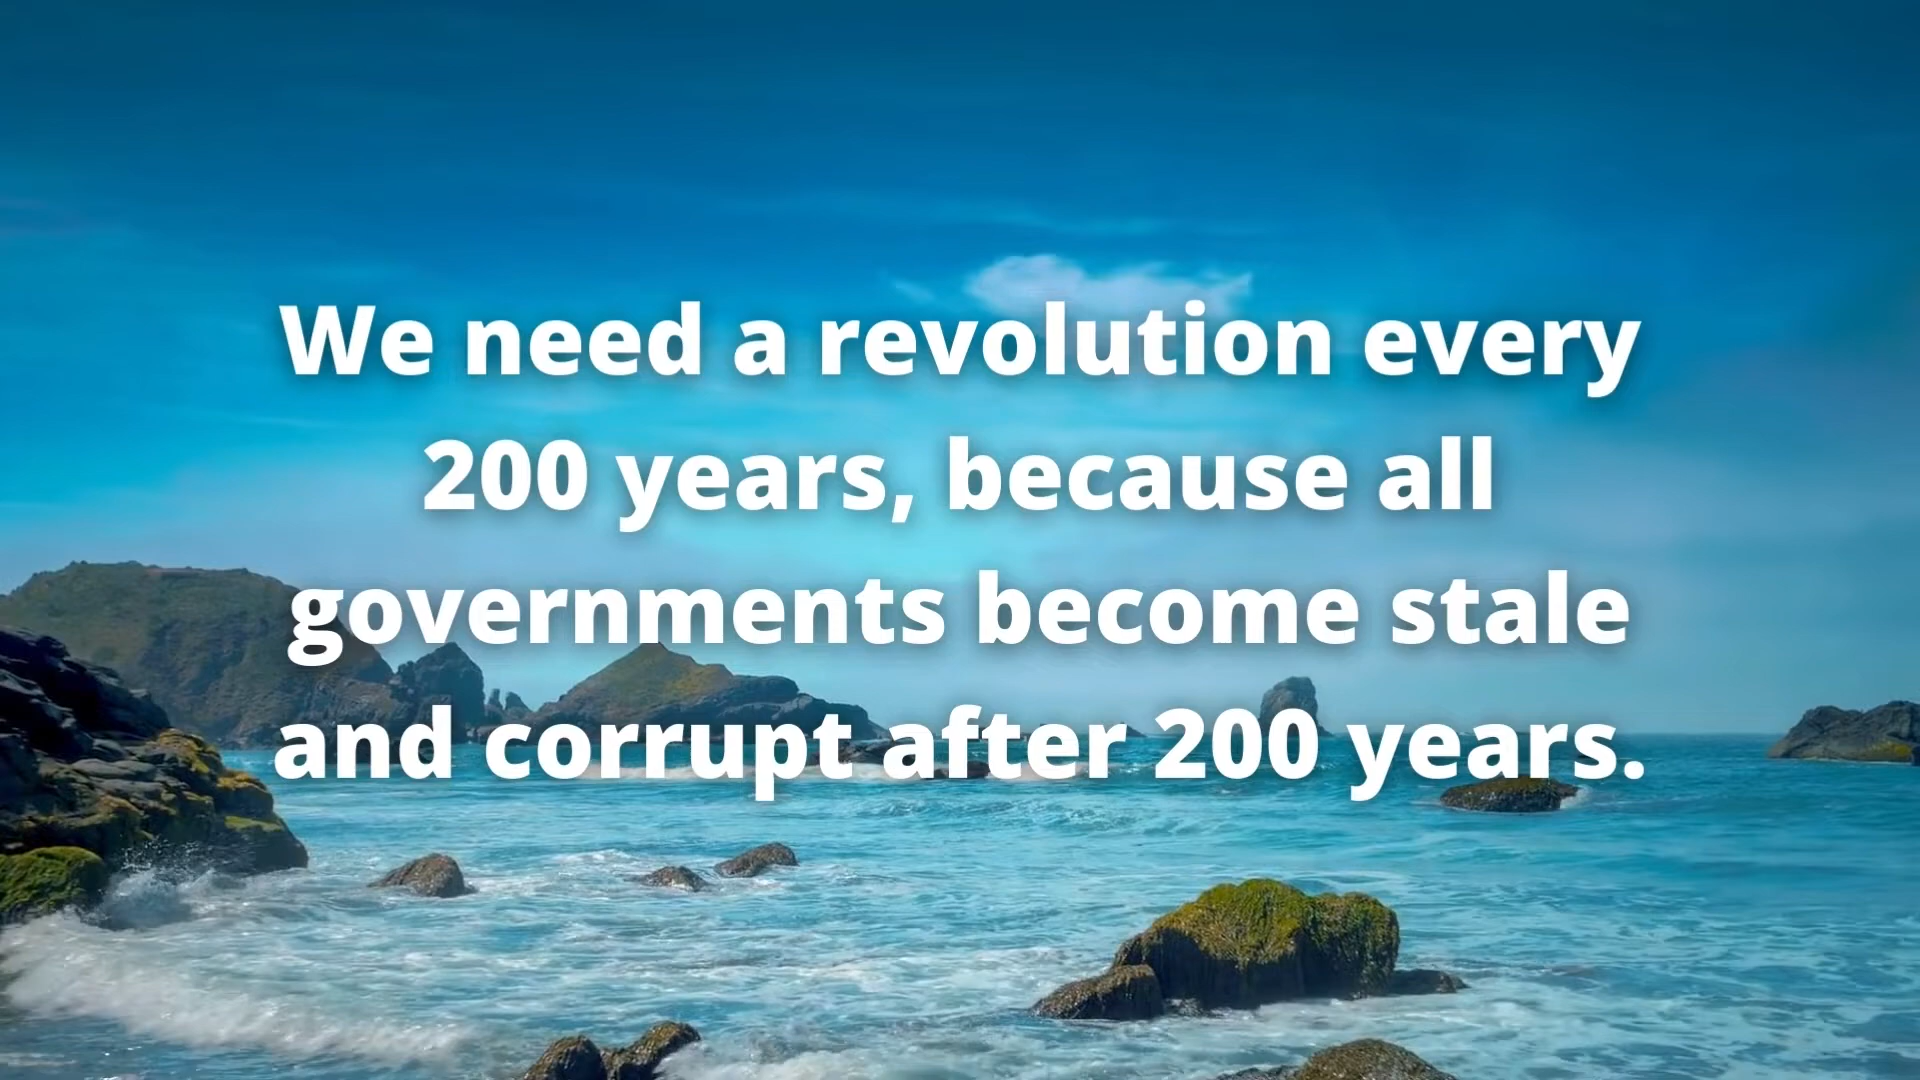 We need a revolution every
200 years, because all
governments become stale
and corrupt after 200 years.